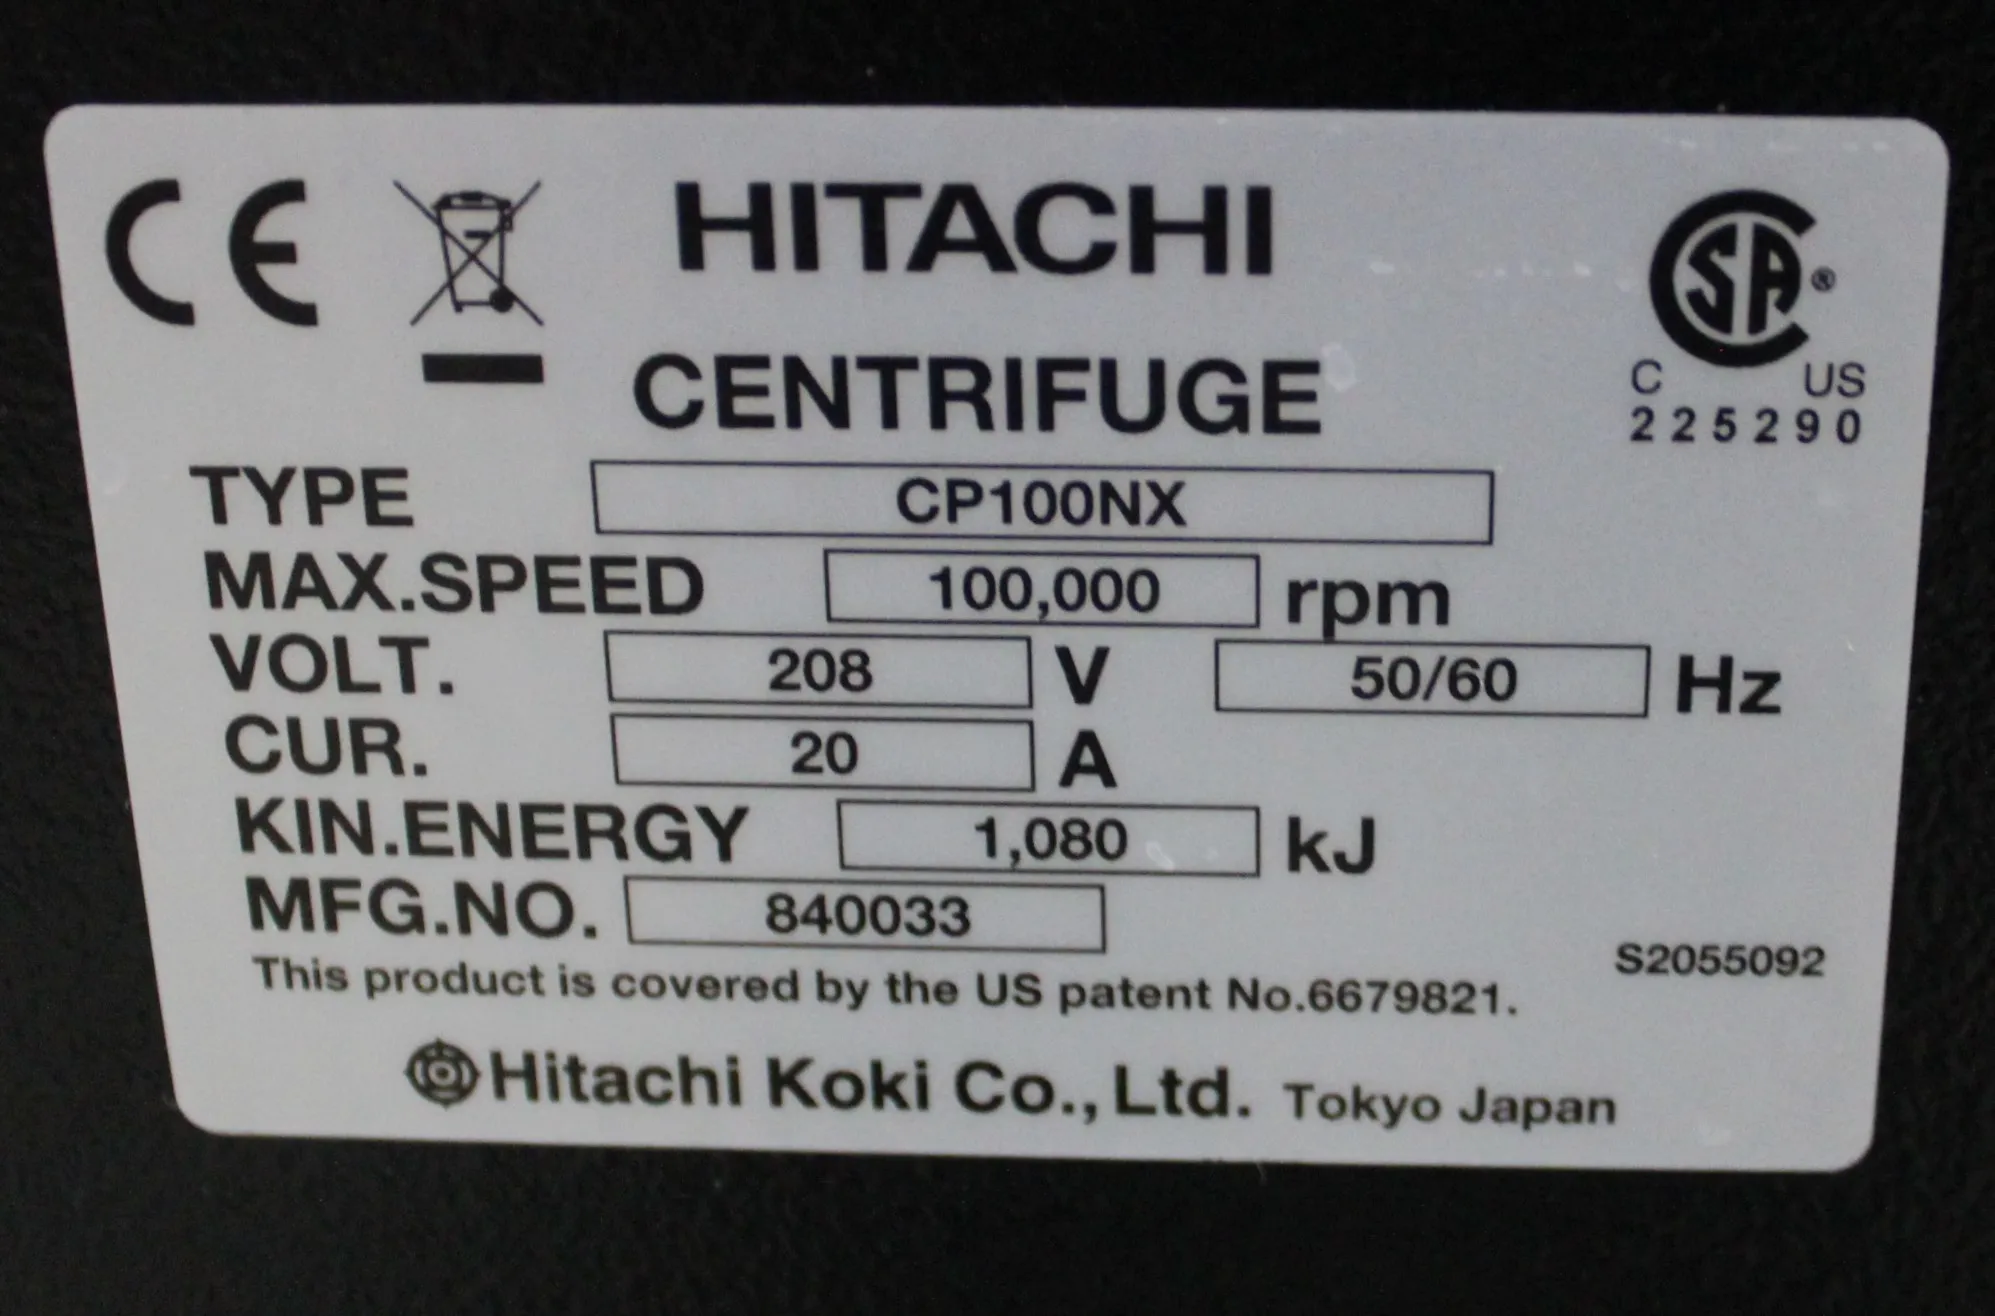 CE HITACHI
CSA®
CENTRIFUGE
C US
225290
TYPE CP100NX
MAX.SPEED 100,000 rpm
VOLT. 208 V 50/60 Hz
CUR. 20 A
KIN.ENERGY 1,080 kJ
MFG.NO. 840033
S2055092
This product is covered by the US patent No.6679821.
Hitachi Koki Co., Ltd. Tokyo Japan